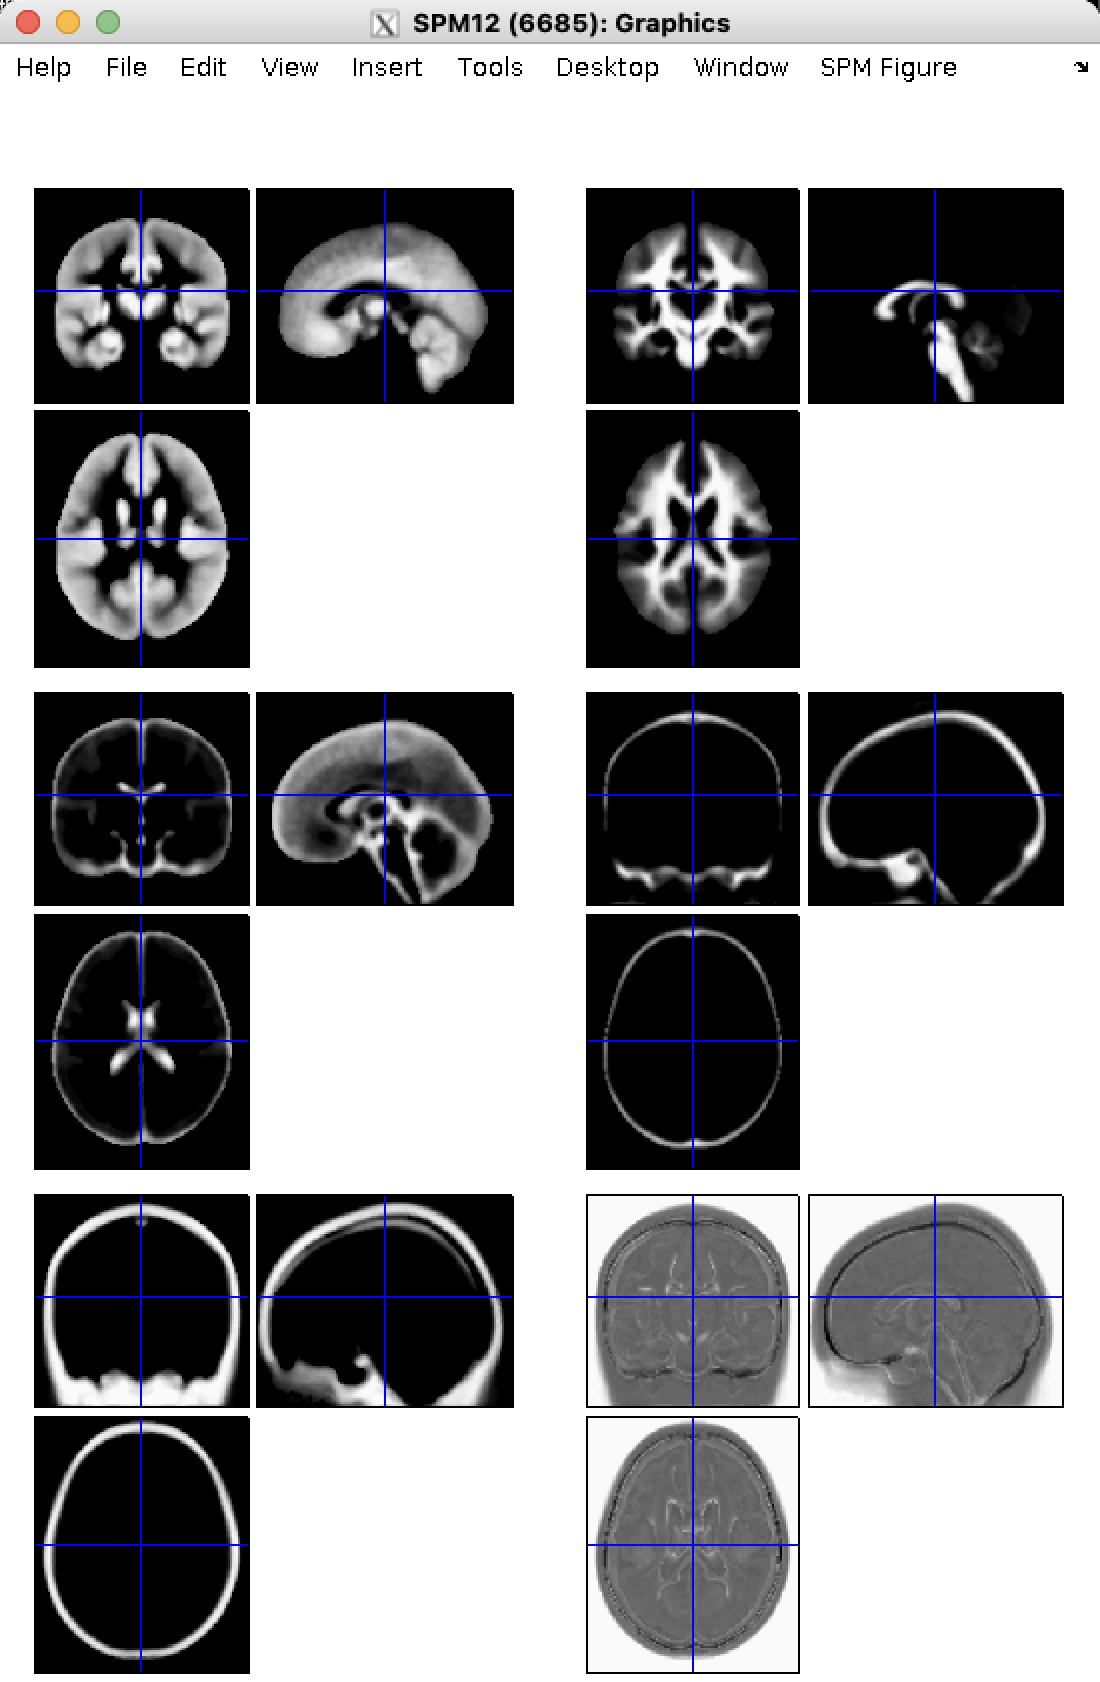 SPM12 (6685): Graphics
Help File Edit View Insert Tools Desktop Window SPM Figure